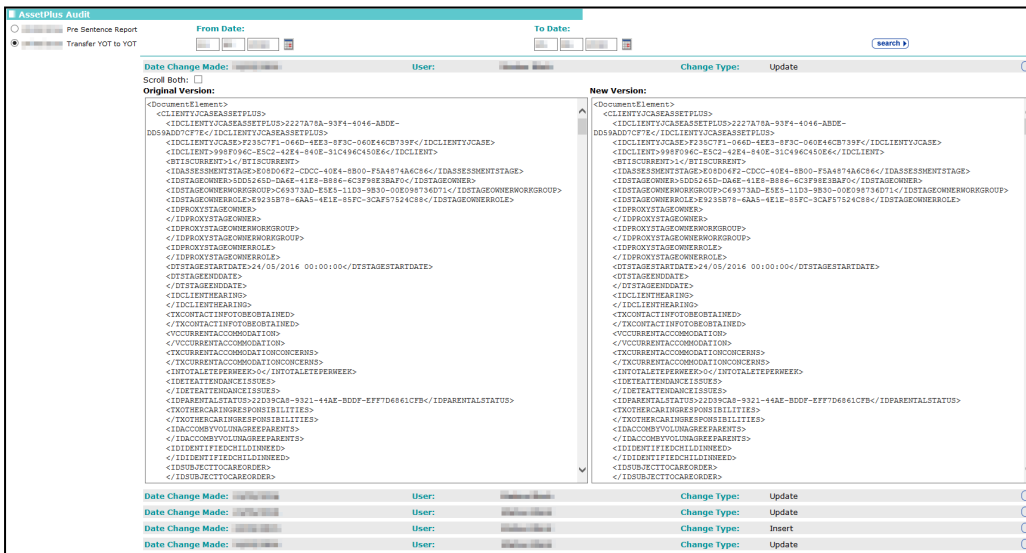 AssetPlus Audit
Pre Sentence Report
Transfer YOT to YOT
From Date:
To Date:
search
Date Change Made: User: Change Type: Update
Scroll Both:
Original Version:
<DocumentElement>
<CLIENTYJCASEASSETPLUS>
<IDCLIENTYJCASEASSETPLUS>2227A78A-93F4-4046-ABDE-
DD59ADD7CF7E</IDCLIENTYJCASEASSETPLUS>
<IDCLIENTYJCASE>F235C7F1-066D-4EE3-8F3C-060E46CB739F</IDCLIENTYJCASE>
<IDCLIENT>998F096C-E5C2-42E4-840E-31C496C450E6</IDCLIENT>
<BTISCURRENT>1</BTISCURRENT>
<IDASSESSMENTSTAGE>E08D06F2-CDCC-40E4-8B00-F5A4874A6C86</IDASSESSMENTSTAGE>
<IDSTAGEOWNER>5DD5265D-DA6E-41E8-B886-6C3F98E3BAF0</IDSTAGEOWNER>
<IDSTAGEOWNERWORKGROUP>C69373AD-E5E5-11D3-9B30-00E098736D71</IDSTAGEOWNERWORKGROUP>
<IDSTAGEOWNERROLE>E9235B78-6AA5-4E1E-85FC-3CAF57524C88</IDSTAGEOWNERROLE>
<IDPROXYSTAGEOWNER>
</IDPROXYSTAGEOWNER>
<IDPROXYSTAGEOWNERWORKGROUP>
</IDPROXYSTAGEOWNERWORKGROUP>
<IDPROXYSTAGEOWNERROLE>
</IDPROXYSTAGEOWNERROLE>
<DTSTAGESTARTDATE>24/05/2016 00:00:00</DTSTAGESTARTDATE>
<DTSTAGEENDDATE>
</DTSTAGEENDDATE>
<IDCLIENTHEARING>
</IDCLIENTHEARING>
<TXCONTACTINFOTOBEOBTAINED>
</TXCONTACTINFOTOBEOBTAINED>
<VCCURRENTACCOMMODATION>
</VCCURRENTACCOMMODATION>
<TXCURRENTACCOMMODATIONCONCERNS>
</TXCURRENTACCOMMODATIONCONCERNS>
<INTOTALETEPERWEEK>0</INTOTALETEPERWEEK>
<IDETEATTENDANCEISSUES>
</IDETEATTENDANCEISSUES>
<IDPARENTALSTATUS>22D39CA8-9321-44AE-BDDF-EFF7D6861CFB</IDPARENTALSTATUS>
<TXOTHERCARINGRESPONSIBILITIES>
</TXOTHERCARINGRESPONSIBILITIES>
<IDACCOMBYVOLUNAGREEPARENTS>
</IDACCOMBYVOLUNAGREEPARENTS>
<IDIDENTIFIEDCHILDINNEED>
</IDIDENTIFIEDCHILDINNEED>
<IDSUBJECTTOCAREORDER>
</IDSUBJECTTOCAREORDER>
New Version:
<DocumentElement>
<CLIENTYJCASEASSETPLUS>
<IDCLIENTYJCASEASSETPLUS>2227A78A-93F4-4046-ABDE-
DD59ADD7CF7E</IDCLIENTYJCASEASSETPLUS>
<IDCLIENTYJCASE>F235C7F1-066D-4EE3-8F3C-060E46CB739F</IDCLIENTYJCASE>
<IDCLIENT>998F096C-E5C2-42E4-840E-31C496C450E6</IDCLIENT>
<BTISCURRENT>1</BTISCURRENT>
<IDASSESSMENTSTAGE>E08D06F2-CDCC-40E4-8B00-F5A4874A6C86</IDASSESSMENTSTAGE>
<IDSTAGEOWNER>5DD5265D-DA6E-41E8-B886-6C3F98E3BAF0</IDSTAGEOWNER>
<IDSTAGEOWNERWORKGROUP>C69373AD-E5E5-11D3-9B30-00E098736D71</IDSTAGEOWNERWORKGROUP>
<IDSTAGEOWNERROLE>E9235B78-6AA5-4E1E-85FC-3CAF57524C88</IDSTAGEOWNERROLE>
<IDPROXYSTAGEOWNER>
</IDPROXYSTAGEOWNER>
<IDPROXYSTAGEOWNERWORKGROUP>
</IDPROXYSTAGEOWNERWORKGROUP>
<IDPROXYSTAGEOWNERROLE>
</IDPROXYSTAGEOWNERROLE>
<DTSTAGESTARTDATE>24/05/2016 00:00:00</DTSTAGESTARTDATE>
<DTSTAGEENDDATE>
</DTSTAGEENDDATE>
<IDCLIENTHEARING>
</IDCLIENTHEARING>
<TXCONTACTINFOTOBEOBTAINED>
</TXCONTACTINFOTOBEOBTAINED>
<VCCURRENTACCOMMODATION>
</VCCURRENTACCOMMODATION>
<TXCURRENTACCOMMODATIONCONCERNS>
</TXCURRENTACCOMMODATIONCONCERNS>
<INTOTALETEPERWEEK>0</INTOTALETEPERWEEK>
<IDETEATTENDANCEISSUES>
</IDETEATTENDANCEISSUES>
<IDPARENTALSTATUS>22D39CA8-9321-44AE-BDDF-EFF7D6861CFB</IDPARENTALSTATUS>
<TXOTHERCARINGRESPONSIBILITIES>
</TXOTHERCARINGRESPONSIBILITIES>
<IDACCOMBYVOLUNAGREEPARENTS>
</IDACCOMBYVOLUNAGREEPARENTS>
<IDIDENTIFIEDCHILDINNEED>
</IDIDENTIFIEDCHILDINNEED>
<IDSUBJECTTOCAREORDER>
</IDSUBJECTTOCAREORDER>
Date Change Made: User: Change Type: Update
Date Change Made: User: Change Type: Update
Date Change Made: User: Change Type: Insert
Date Change Made: User: Change Type: Update